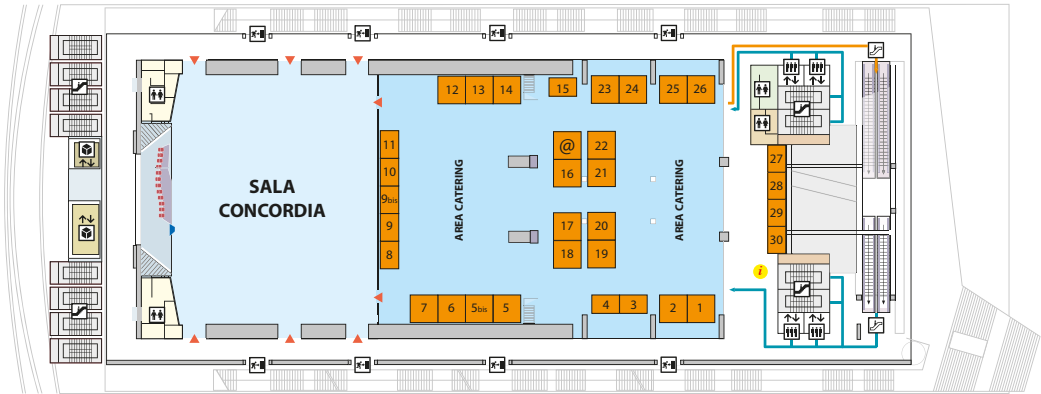 12 13 14
15
23 24
25 26
11
10
9bis
9
8
SALA
CONCORDIA
AREA CATERING
@ 22
16 21
17 20
18 19
AREA CATERING
27
28
29
30
i
7 6 5bis 5
4 3
2 1